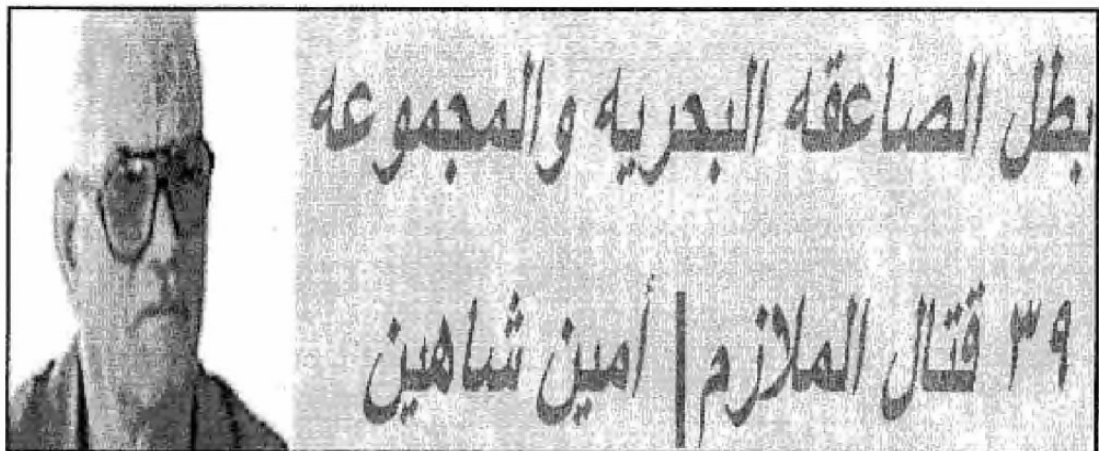 بطل الصاعقه البحريه والمجموعه
٣٩ قتال الملازم | أمين شاهين